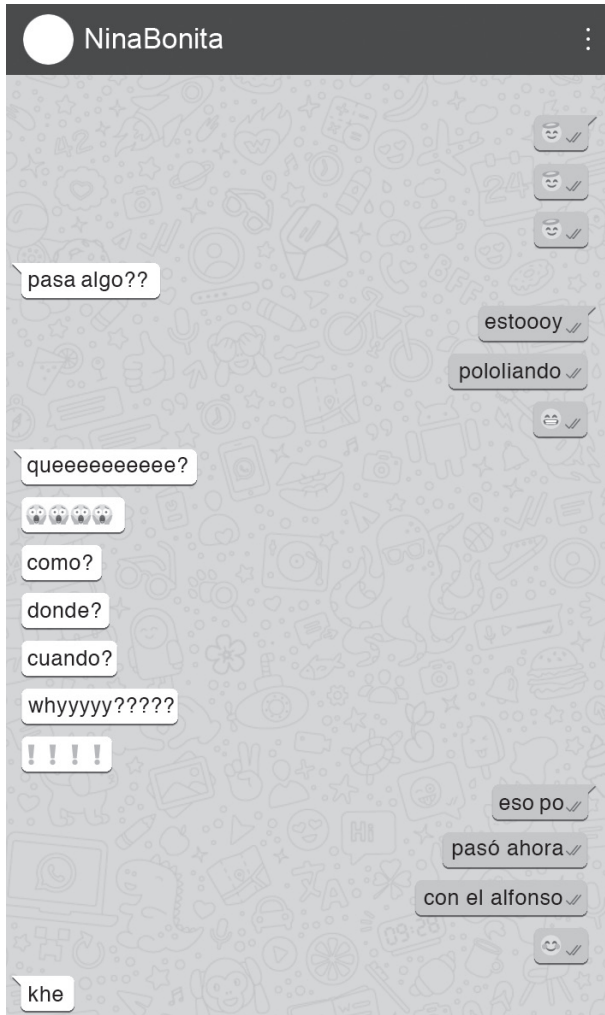 NinaBonita
😇
😇
😇
pasa algo??
estoooy
pololiando
😁
queeeeeeeeee?
😱😱😱😱
como?
donde?
cuando?
whyyyyy?????
❗❗❗❗
eso po
pasó ahora
con el alfonso
😊
khe